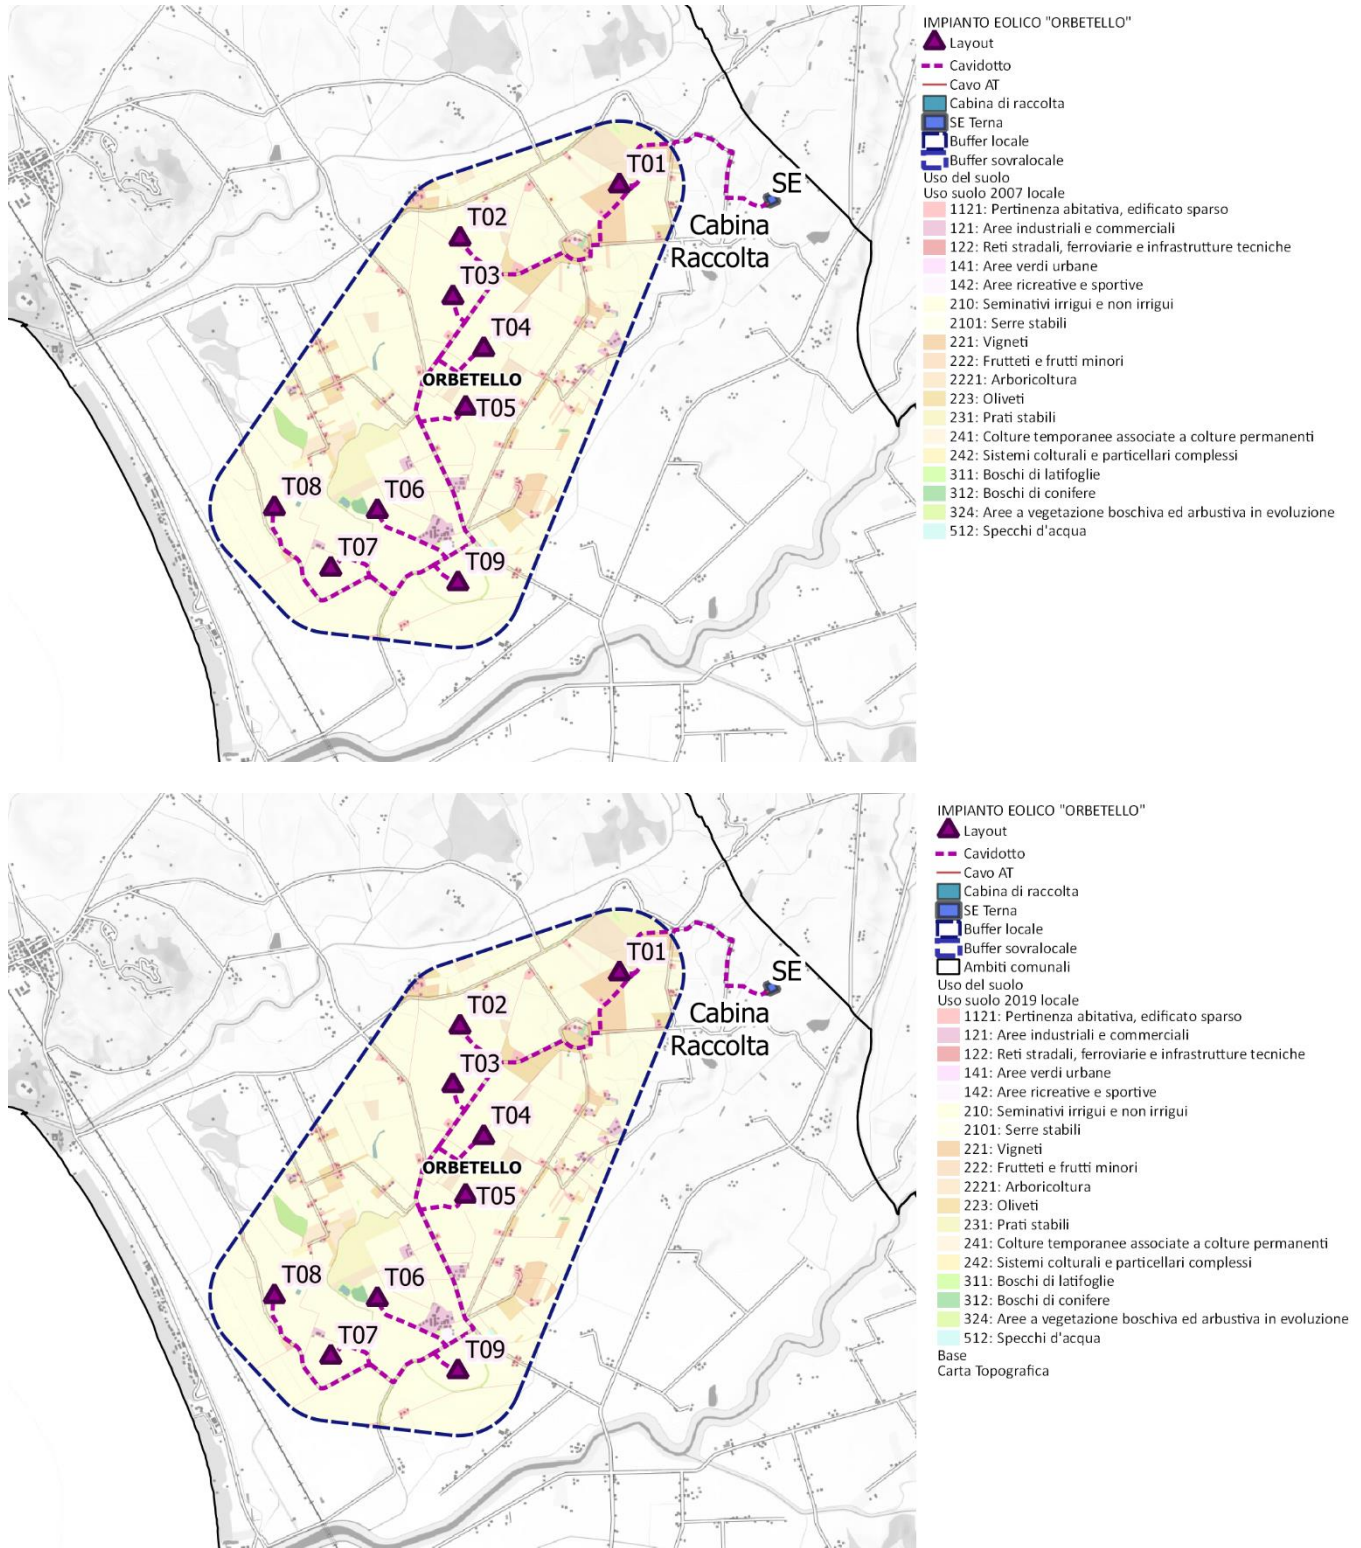 IMPIANTO EOLICO "ORBETELLO"
Layout
Cavidotto
Cavo AT
Cabina di raccolta
SE Terna
Buffer locale
Buffer sovralocale
Uso del suolo
Uso suolo 2007 locale
1121: Pertinenza abitativa, edificato sparso
121: Aree industriali e commerciali
122: Reti stradali, ferroviarie e infrastrutture tecniche
141: Aree verdi urbane
142: Aree ricreative e sportive
210: Seminativi irrigui e non irrigui
2101: Serre stabili
221: Vigneti
222: Frutteti e frutti minori
2221: Arboricoltura
223: Oliveti
231: Prati stabili
241: Colture temporanee associate a colture permanenti
242: Sistemi colturali e particellari complessi
311: Boschi di latifoglie
312: Boschi di conifere
324: Aree a vegetazione boschiva ed arbustiva in evoluzione
512: Specchi d'acqua
T01
SE
T02
Cabina
Raccolta
T03
T04
ORBETELLO
T05
T08
T06
T07
T09
IMPIANTO EOLICO "ORBETELLO"
Layout
Cavidotto
Cavo AT
Cabina di raccolta
SE Terna
Buffer locale
Buffer sovralocale
Ambiti comunali
Uso del suolo
Uso suolo 2019 locale
1121: Pertinenza abitativa, edificato sparso
121: Aree industriali e commerciali
122: Reti stradali, ferroviarie e infrastrutture tecniche
141: Aree verdi urbane
142: Aree ricreative e sportive
210: Seminativi irrigui e non irrigui
2101: Serre stabili
221: Vigneti
222: Frutteti e frutti minori
2221: Arboricoltura
223: Oliveti
231: Prati stabili
241: Colture temporanee associate a colture permanenti
242: Sistemi colturali e particellari complessi
311: Boschi di latifoglie
312: Boschi di conifere
324: Aree a vegetazione boschiva ed arbustiva in evoluzione
512: Specchi d'acqua
Base
Carta Topografica
T01
SE
T02
Cabina
Raccolta
T03
T04
ORBETELLO
T05
T08
T06
T07
T09